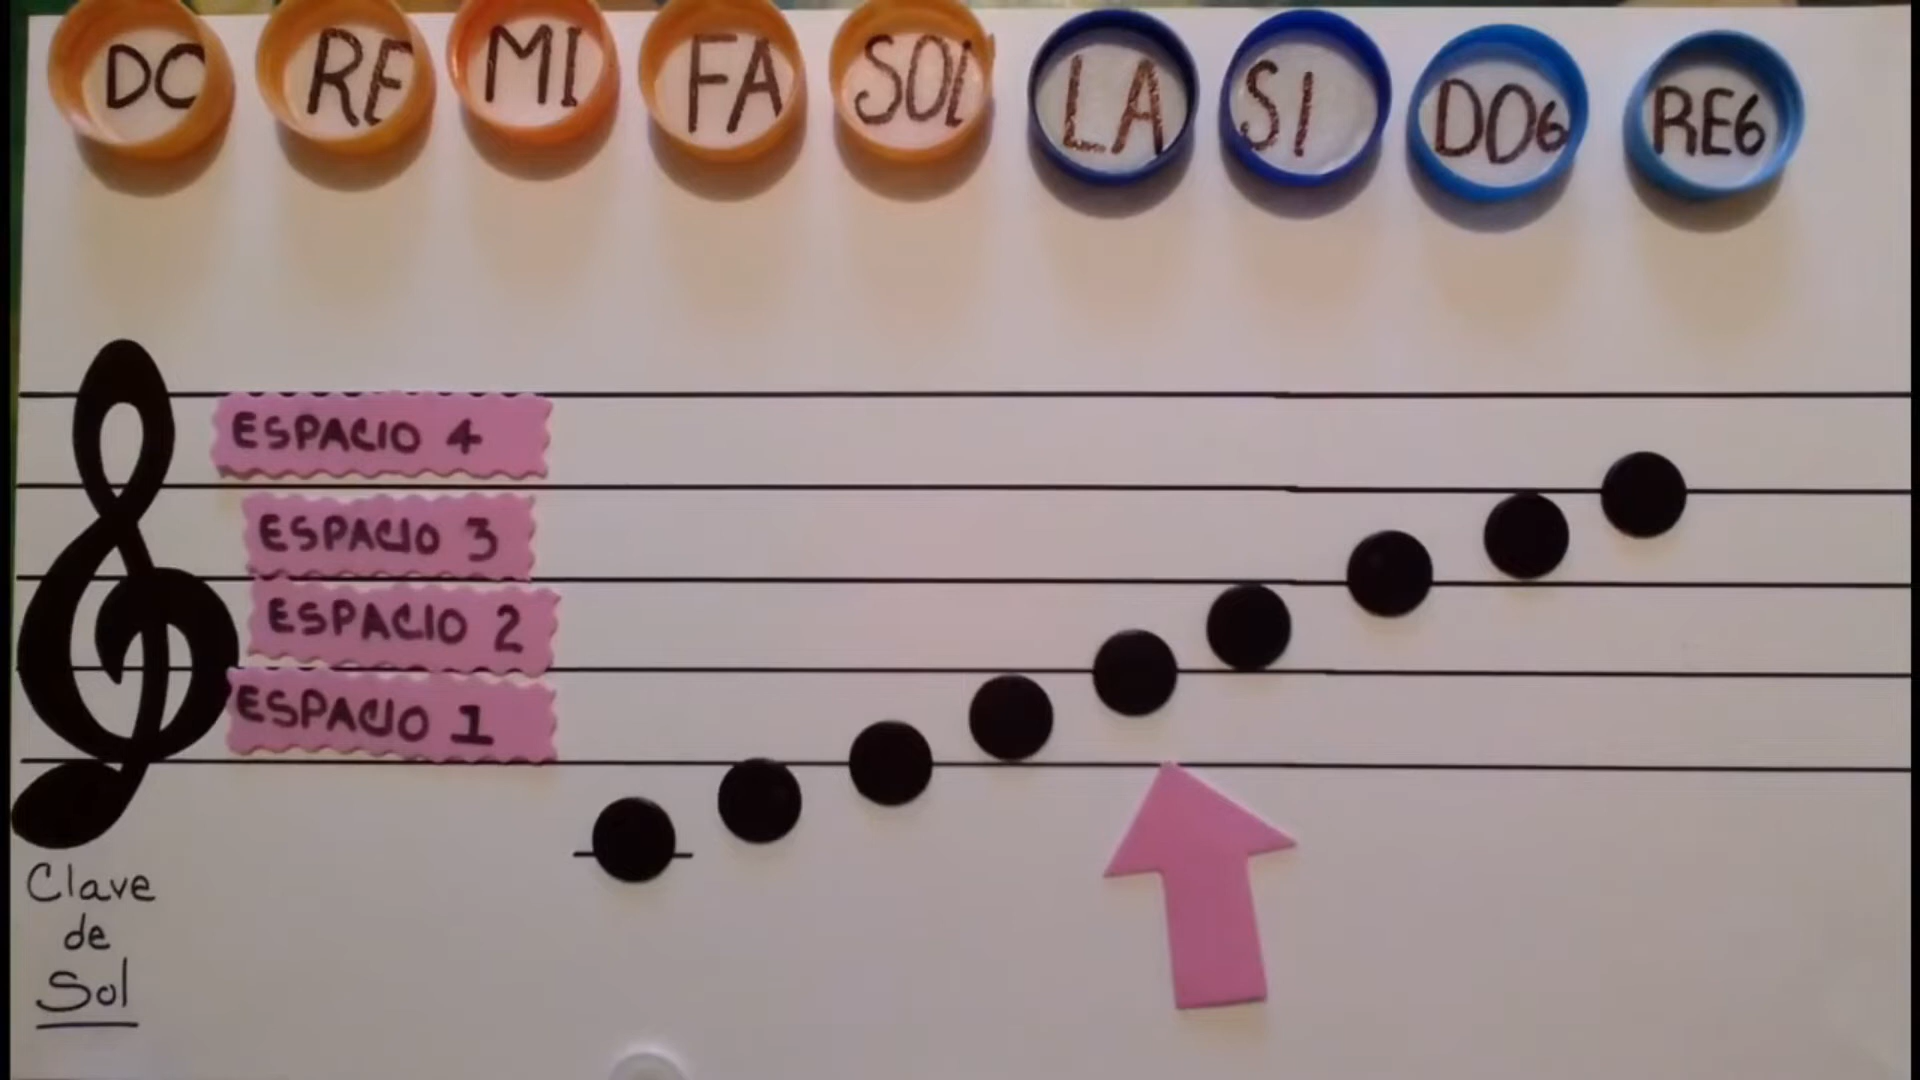 DO RE MI FA SOL LA SI DO6 RE6
ESPACIO 4
ESPACIO 3
ESPACIO 2
ESPACIO 1
Clave
de
Sol